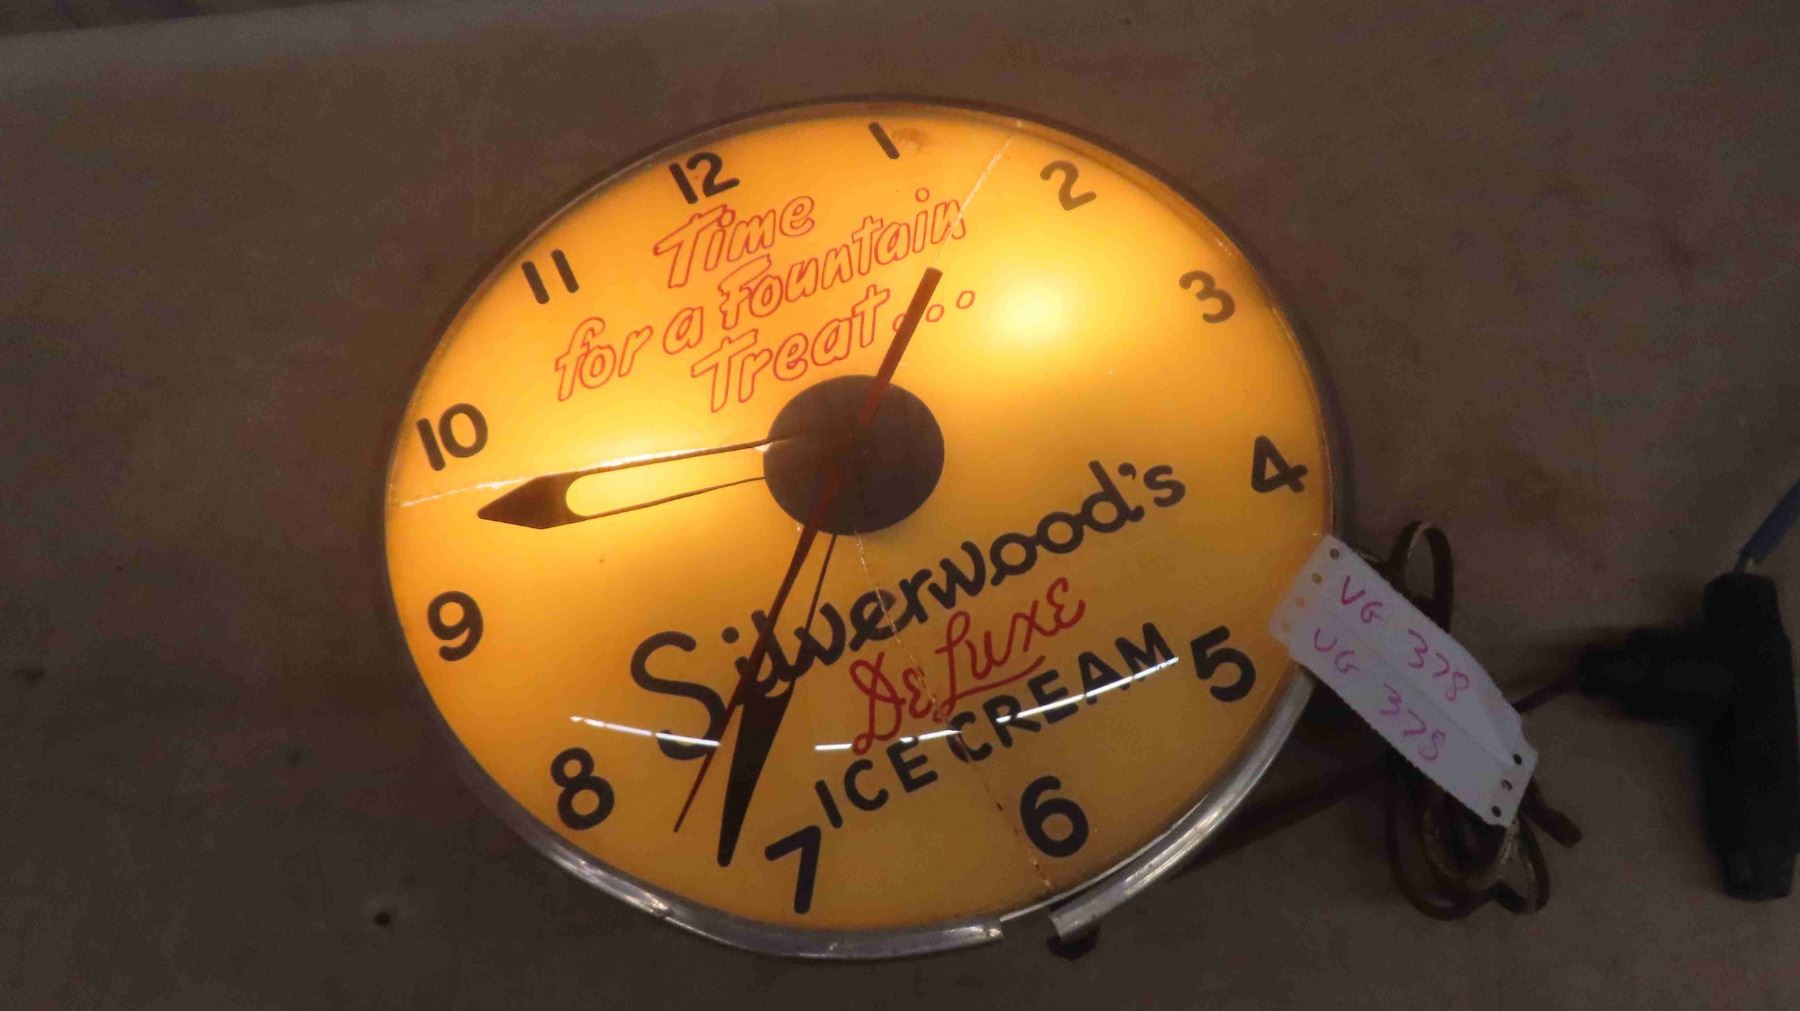 12
1
2
3
4
5
6
7
8
9
10
11
Time
for a Fountain
Treat...
Silverwood's
De Luxe
ICE CREAM
VG 378
VG 378